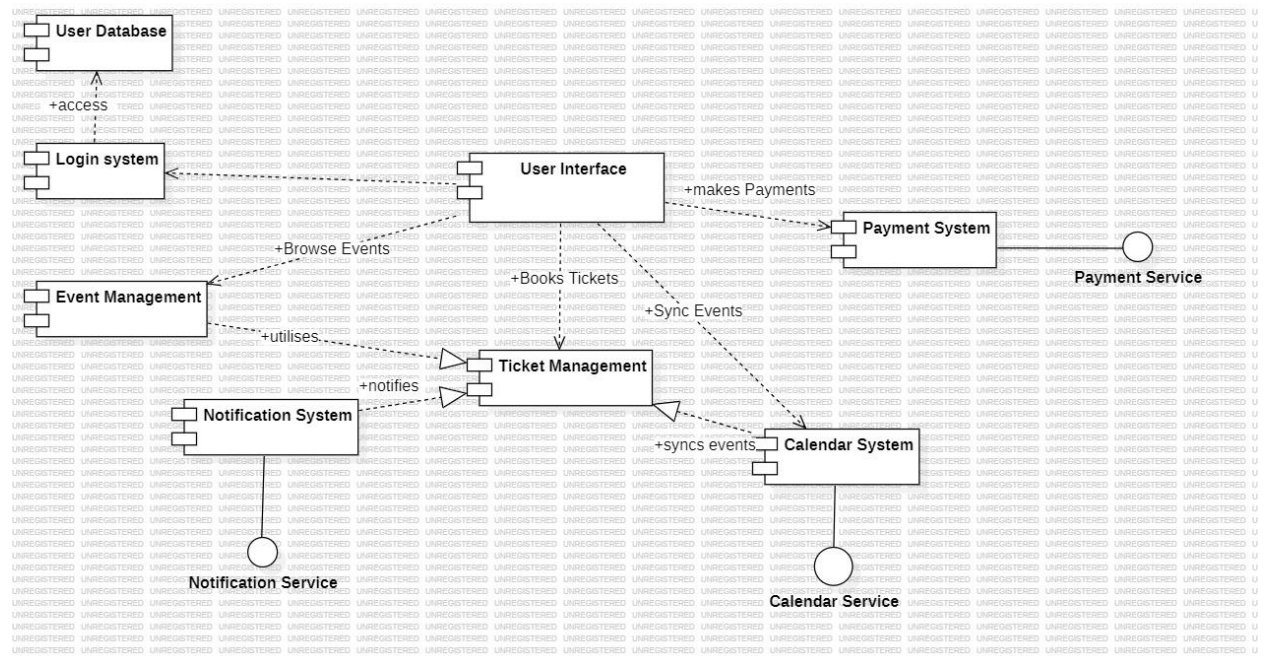 User Database
+access
Login system
User Interface
+makes Payments
Payment System
Payment Service
+Browse Events
+Books Tickets
Event Management
+Sync Events
+utilises
Ticket Management
+notifies
Notification System
+syncs events
Calendar System
Notification Service
Calendar Service
UNREGISTERED